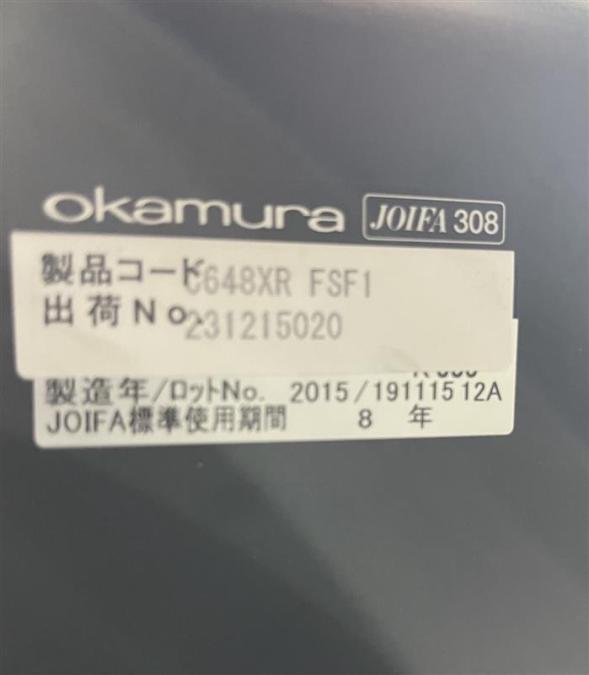 okamura JOIFA 308
製品コード C648XR FSF1
出荷No. 231215020
製造年/ロットNo. 2015/191115 12A
JOIFA標準使用期間 8 年